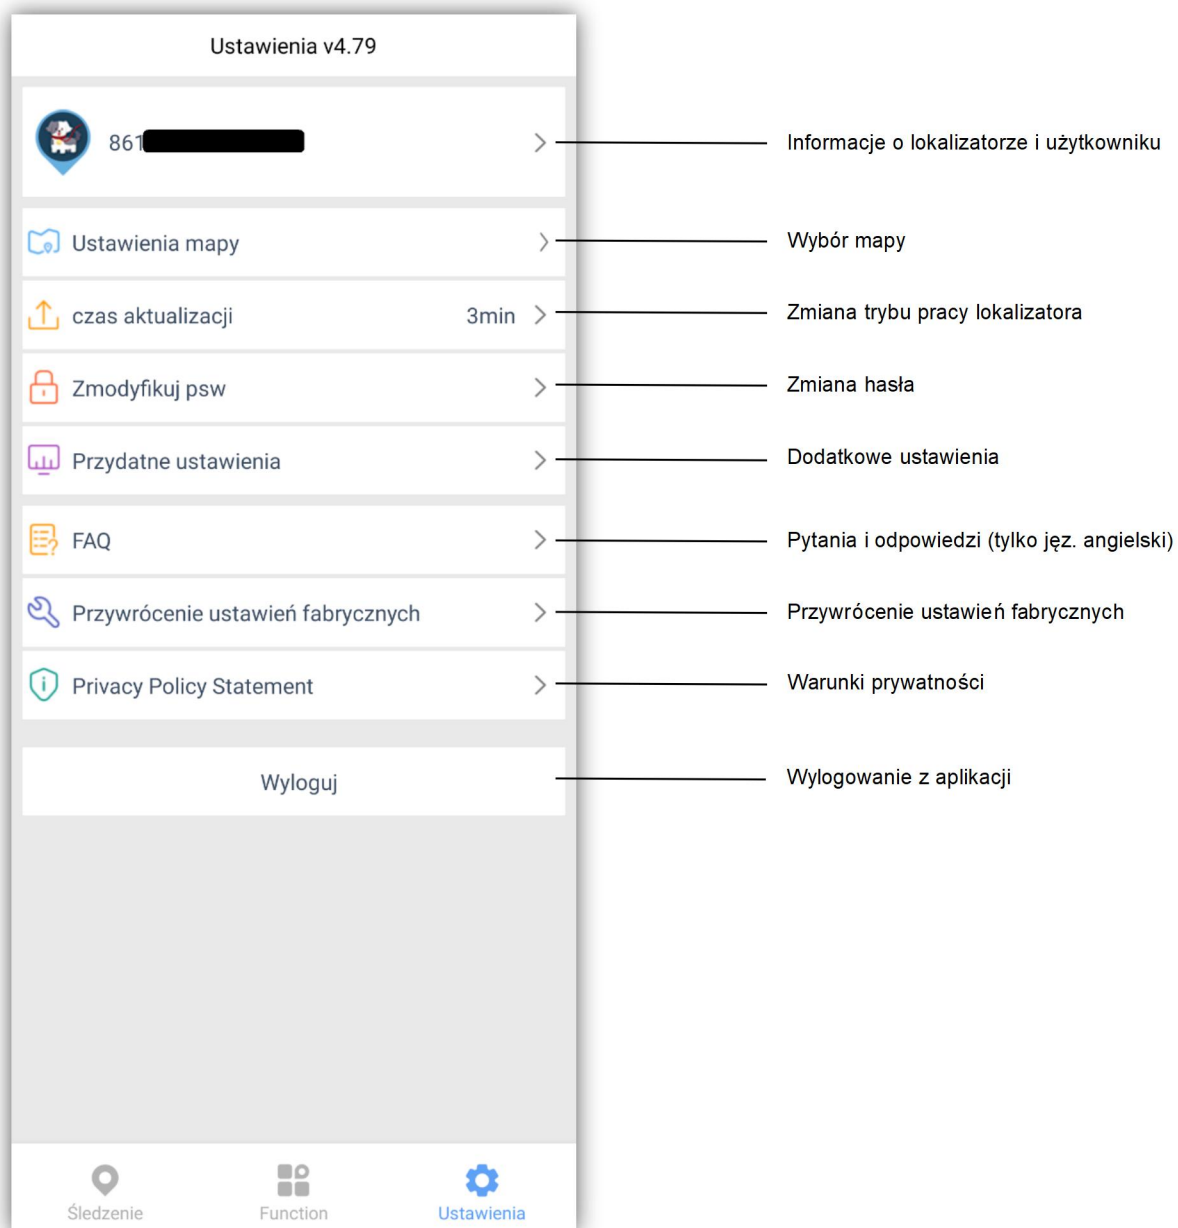 Ustawienia v4.79
861
Informacje o lokalizatorze i użytkowniku
Ustawienia mapy
Wybór mapy
czas aktualizacji 3min
Zmiana trybu pracy lokalizatora
Zmodyfikuj psw
Zmiana hasła
Przydatne ustawienia
Dodatkowe ustawienia
FAQ
Pytania i odpowiedzi (tylko jęz. angielski)
Przywrócenie ustawień fabrycznych
Przywrócenie ustawień fabrycznych
Privacy Policy Statement
Warunki prywatności
Wyloguj
Wylogowanie z aplikacji
Śledzenie
Function
Ustawienia